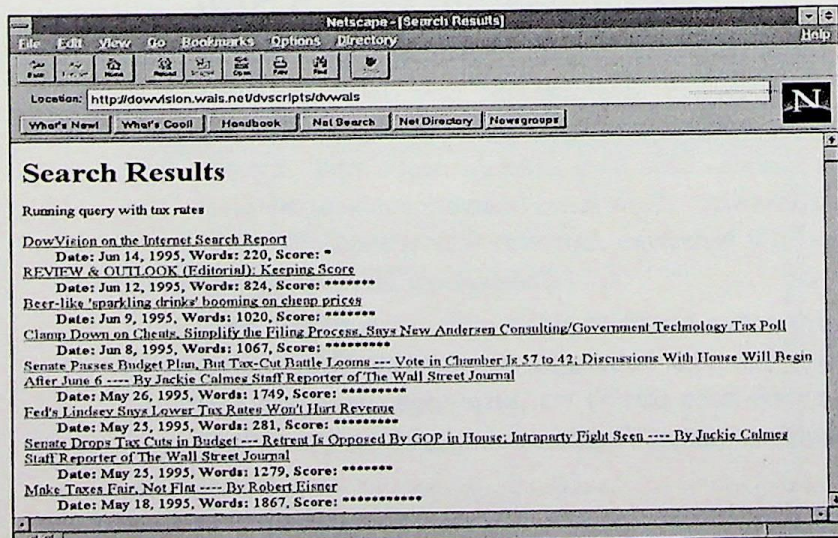 Netscape - [Search Results]
File Edit View Go Bookmarks Options Directory Help
Back Home Reload Open Print Find
Location: http://dowvision.wais.net/dvscripts/dvwais
N
What's New! What's Cool! Handbook Net Search Net Directory Newsgroups
Search Results
Running query with tax rates
DowVision on the Internet Search Report
Date: Jun 14, 1995, Words: 220, Score: *
REVIEW & OUTLOOK (Editorial): Keeping Score
Date: Jun 12, 1995, Words: 824, Score: *******
Beer-like 'sparkling drinks' booming on cheap prices
Date: Jun 9, 1995, Words: 1020, Score: ********
Clamp Down on Cheats, Simplify the Filing Process, Says New Andersen Consulting/Government Technology Tax Poll
Date: Jun 8, 1995, Words: 1067, Score: *********
Senate Passes Budget Plan, But Tax-Cut Battle Looms --- Vote in Chamber Is 57 to 42; Discussions With House Will Begin
After June 6 ---- By Jackie Calmes Staff Reporter of The Wall Street Journal
Date: May 26, 1995, Words: 1749, Score: *********
Fed's Lindsey Says Lower Tax Rates Won't Hurt Revenue
Date: May 25, 1995, Words: 281, Score: *********
Senate Drops Tax Cuts in Budget --- Retreat Is Opposed By GOP in House; Intraparty Fight Seen ---- By Jackie Calmes
Staff Reporter of The Wall Street Journal
Date: May 25, 1995, Words: 1279, Score: *********
Make Taxes Fair, Not Flat ---- By Robert Eisner
Date: May 18, 1995, Words: 1867, Score: ***********